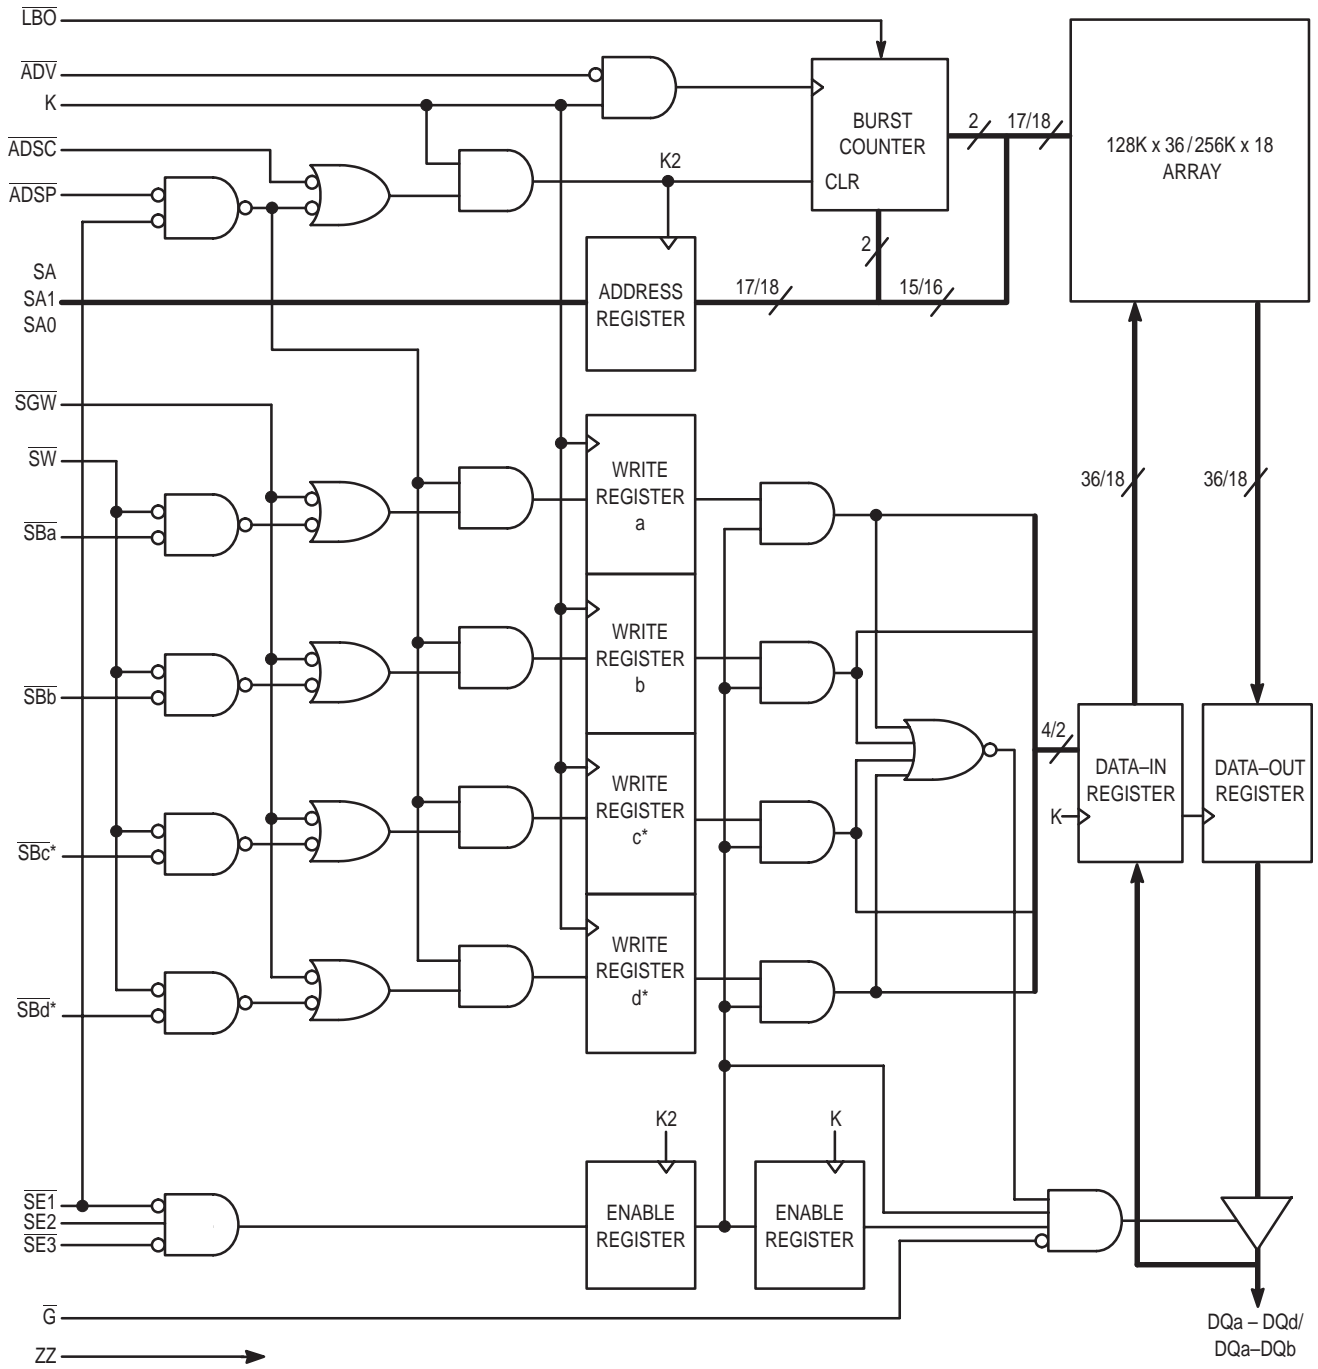 LBO
ADV
K
ADSC
ADSP
K2
BURST
COUNTER
CLR
2
17/18
128K x 36/256K x 18
ARRAY
2
SA
SA1
SA0
ADDRESS
REGISTER
17/18
15/16
SGW
SW
SBa
WRITE
REGISTER
a
36/18
36/18
SBb
WRITE
REGISTER
b
4/2
DATA–IN
REGISTER
K
DATA–OUT
REGISTER
SBc*
WRITE
REGISTER
c*
SBd*
WRITE
REGISTER
d*
K2
K
SE1
SE2
SE3
ENABLE
REGISTER
ENABLE
REGISTER
G
ZZ
DQa – DQd/
DQa–DQb